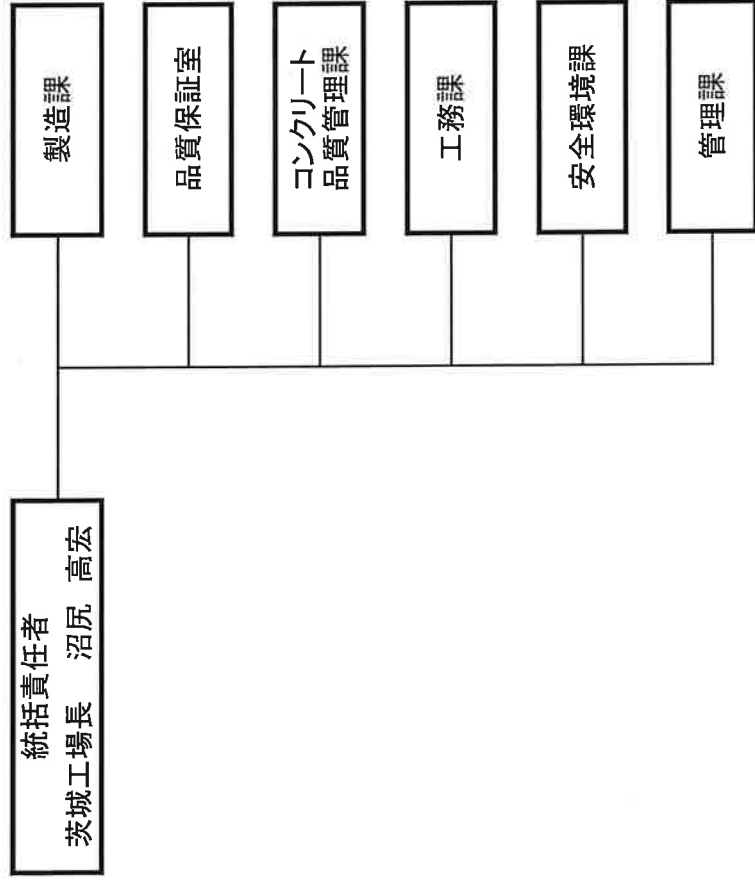 統括責任者
茨城工場長　沼尻　高宏
製造課
品質保証室
コンクリート
品質管理課
工務課
安全環境課
管理課